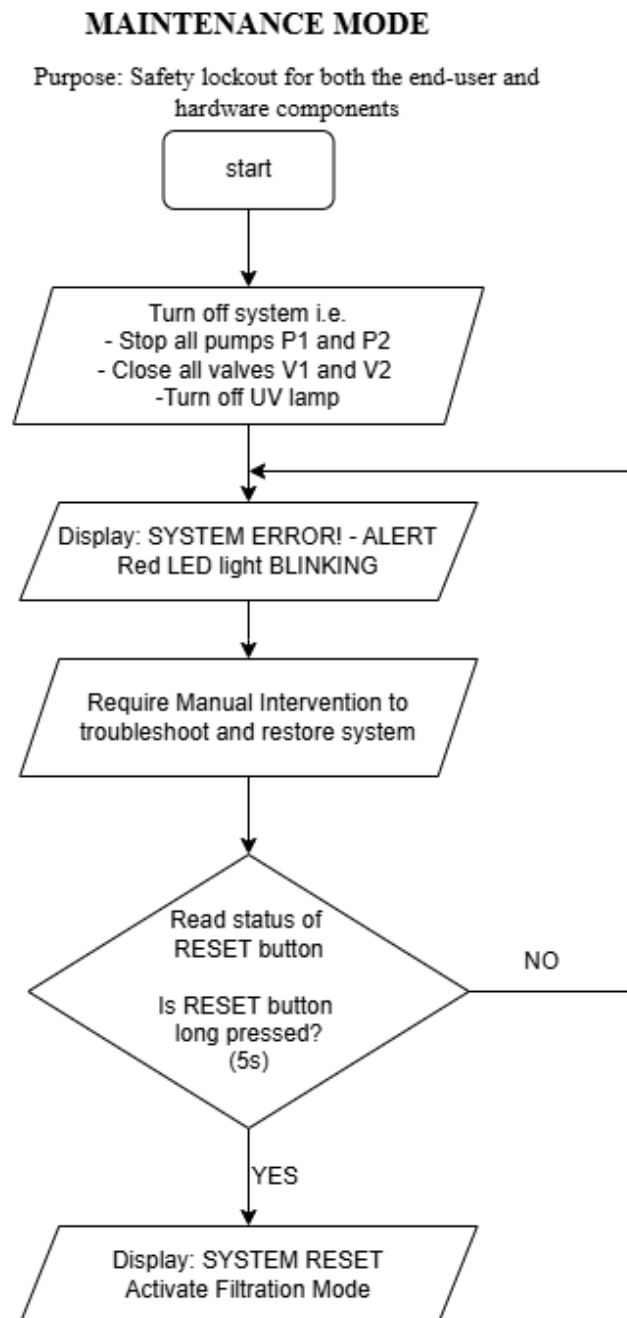 MAINTENANCE MODE
Purpose: Safety lockout for both the end-user and
hardware components
start
Turn off system i.e.
- Stop all pumps P1 and P2
- Close all valves V1 and V2
-Turn off UV lamp
Display: SYSTEM ERROR! - ALERT
Red LED light BLINKING
Require Manual Intervention to
troubleshoot and restore system
Read status of
RESET button
Is RESET button
long pressed?
(5s)
NO
YES
Display: SYSTEM RESET
Activate Filtration Mode